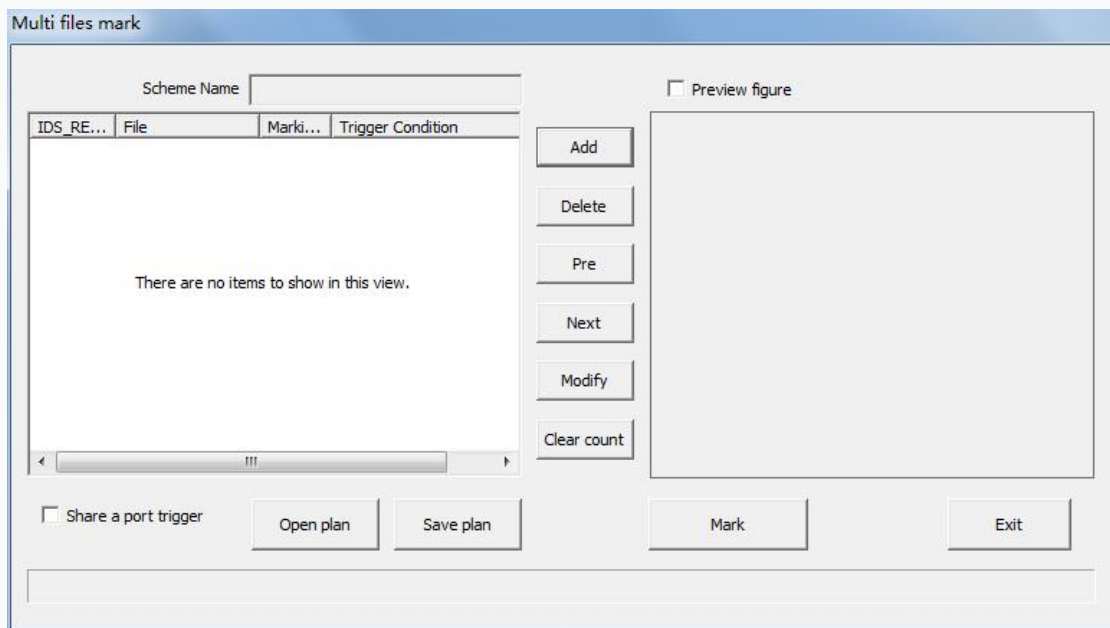 Multi files mark
Scheme Name
Preview figure
IDS_RE... File Marki... Trigger Condition
Add
Delete
Pre
There are no items to show in this view.
Next
Modify
Clear count
Share a port trigger
Open plan
Save plan
Mark
Exit